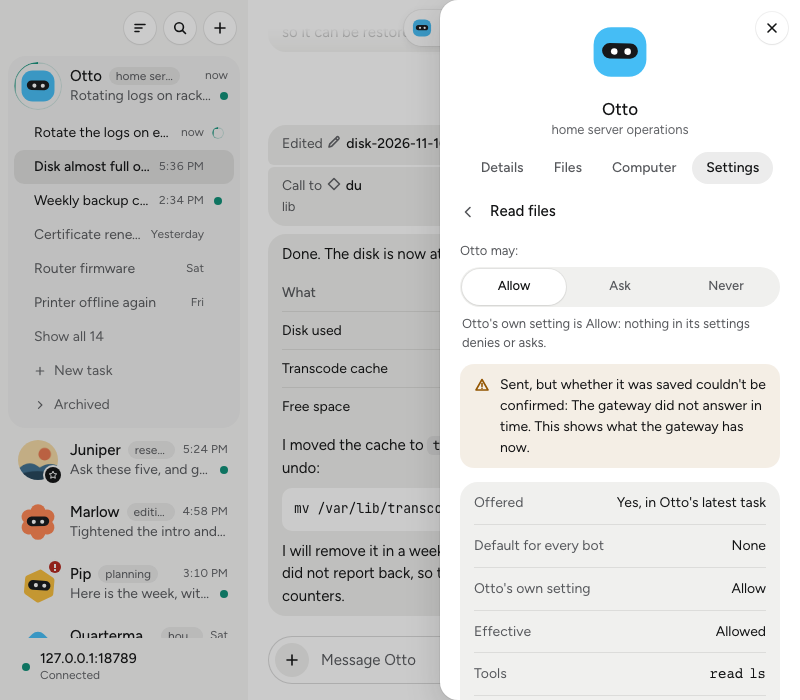 Otto
home ser...
now
Rotating logs on rack...
Rotate the logs on e...
now
Disk almost full o...
5:36 PM
Weekly backup c...
2:34 PM
Certificate rene...
Yesterday
Router firmware
Sat
Printer offline again
Fri
Show all 14
New task
Archived
Juniper
rese...
5:24 PM
Ask these five, and g...
Marlow
editi...
4:58 PM
Tightened the intro and...
Pip
planning
3:10 PM
Here is the week, wit...
Quarterma
hou...
Sat
127.0.0.1:18789
Connected
so it can be restor
Edited
disk-2026-11-1
Call to
du
lib
Done. The disk is now at
What
Disk used
Transcode cache
Free space
I moved the cache to
undo:
mv /var/lib/transco
I will remove it in a week
did not report back, so t
counters.
Message Otto
Otto
home server operations
Details
Files
Computer
Settings
Read files
Otto may:
Allow
Ask
Never
Otto's own setting is Allow: nothing in its settings
denies or asks.
Sent, but whether it was saved couldn't be
confirmed: The gateway did not answer in
time. This shows what the gateway has
now.
Offered
Yes, in Otto's latest task
Default for every bot
None
Otto's own setting
Allow
Effective
Allowed
Tools
read ls